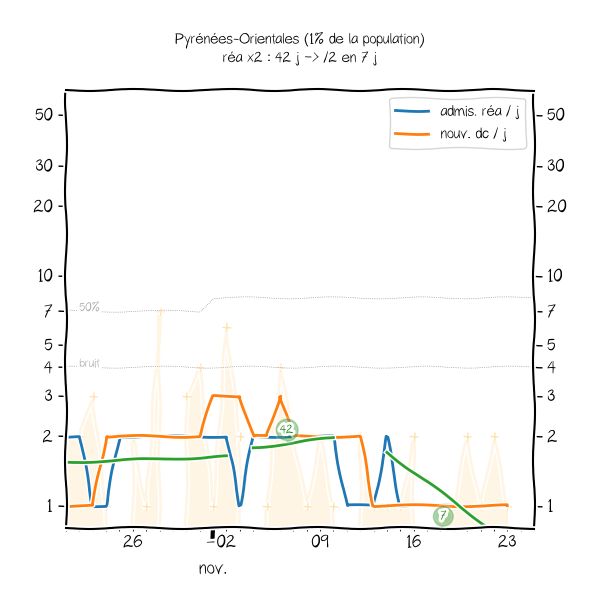 Pyrénées-Orientales (1% de la population)
réa x2 : 42 j -> /2 en 7 j
admis. réa / j
nouv. dc / j
50 50
30 30
20 20
10 10
50%
7 7
5 5
bruit
4 4
3 3
42
2 2
7
1 1
26 02 09 16 23
nov.